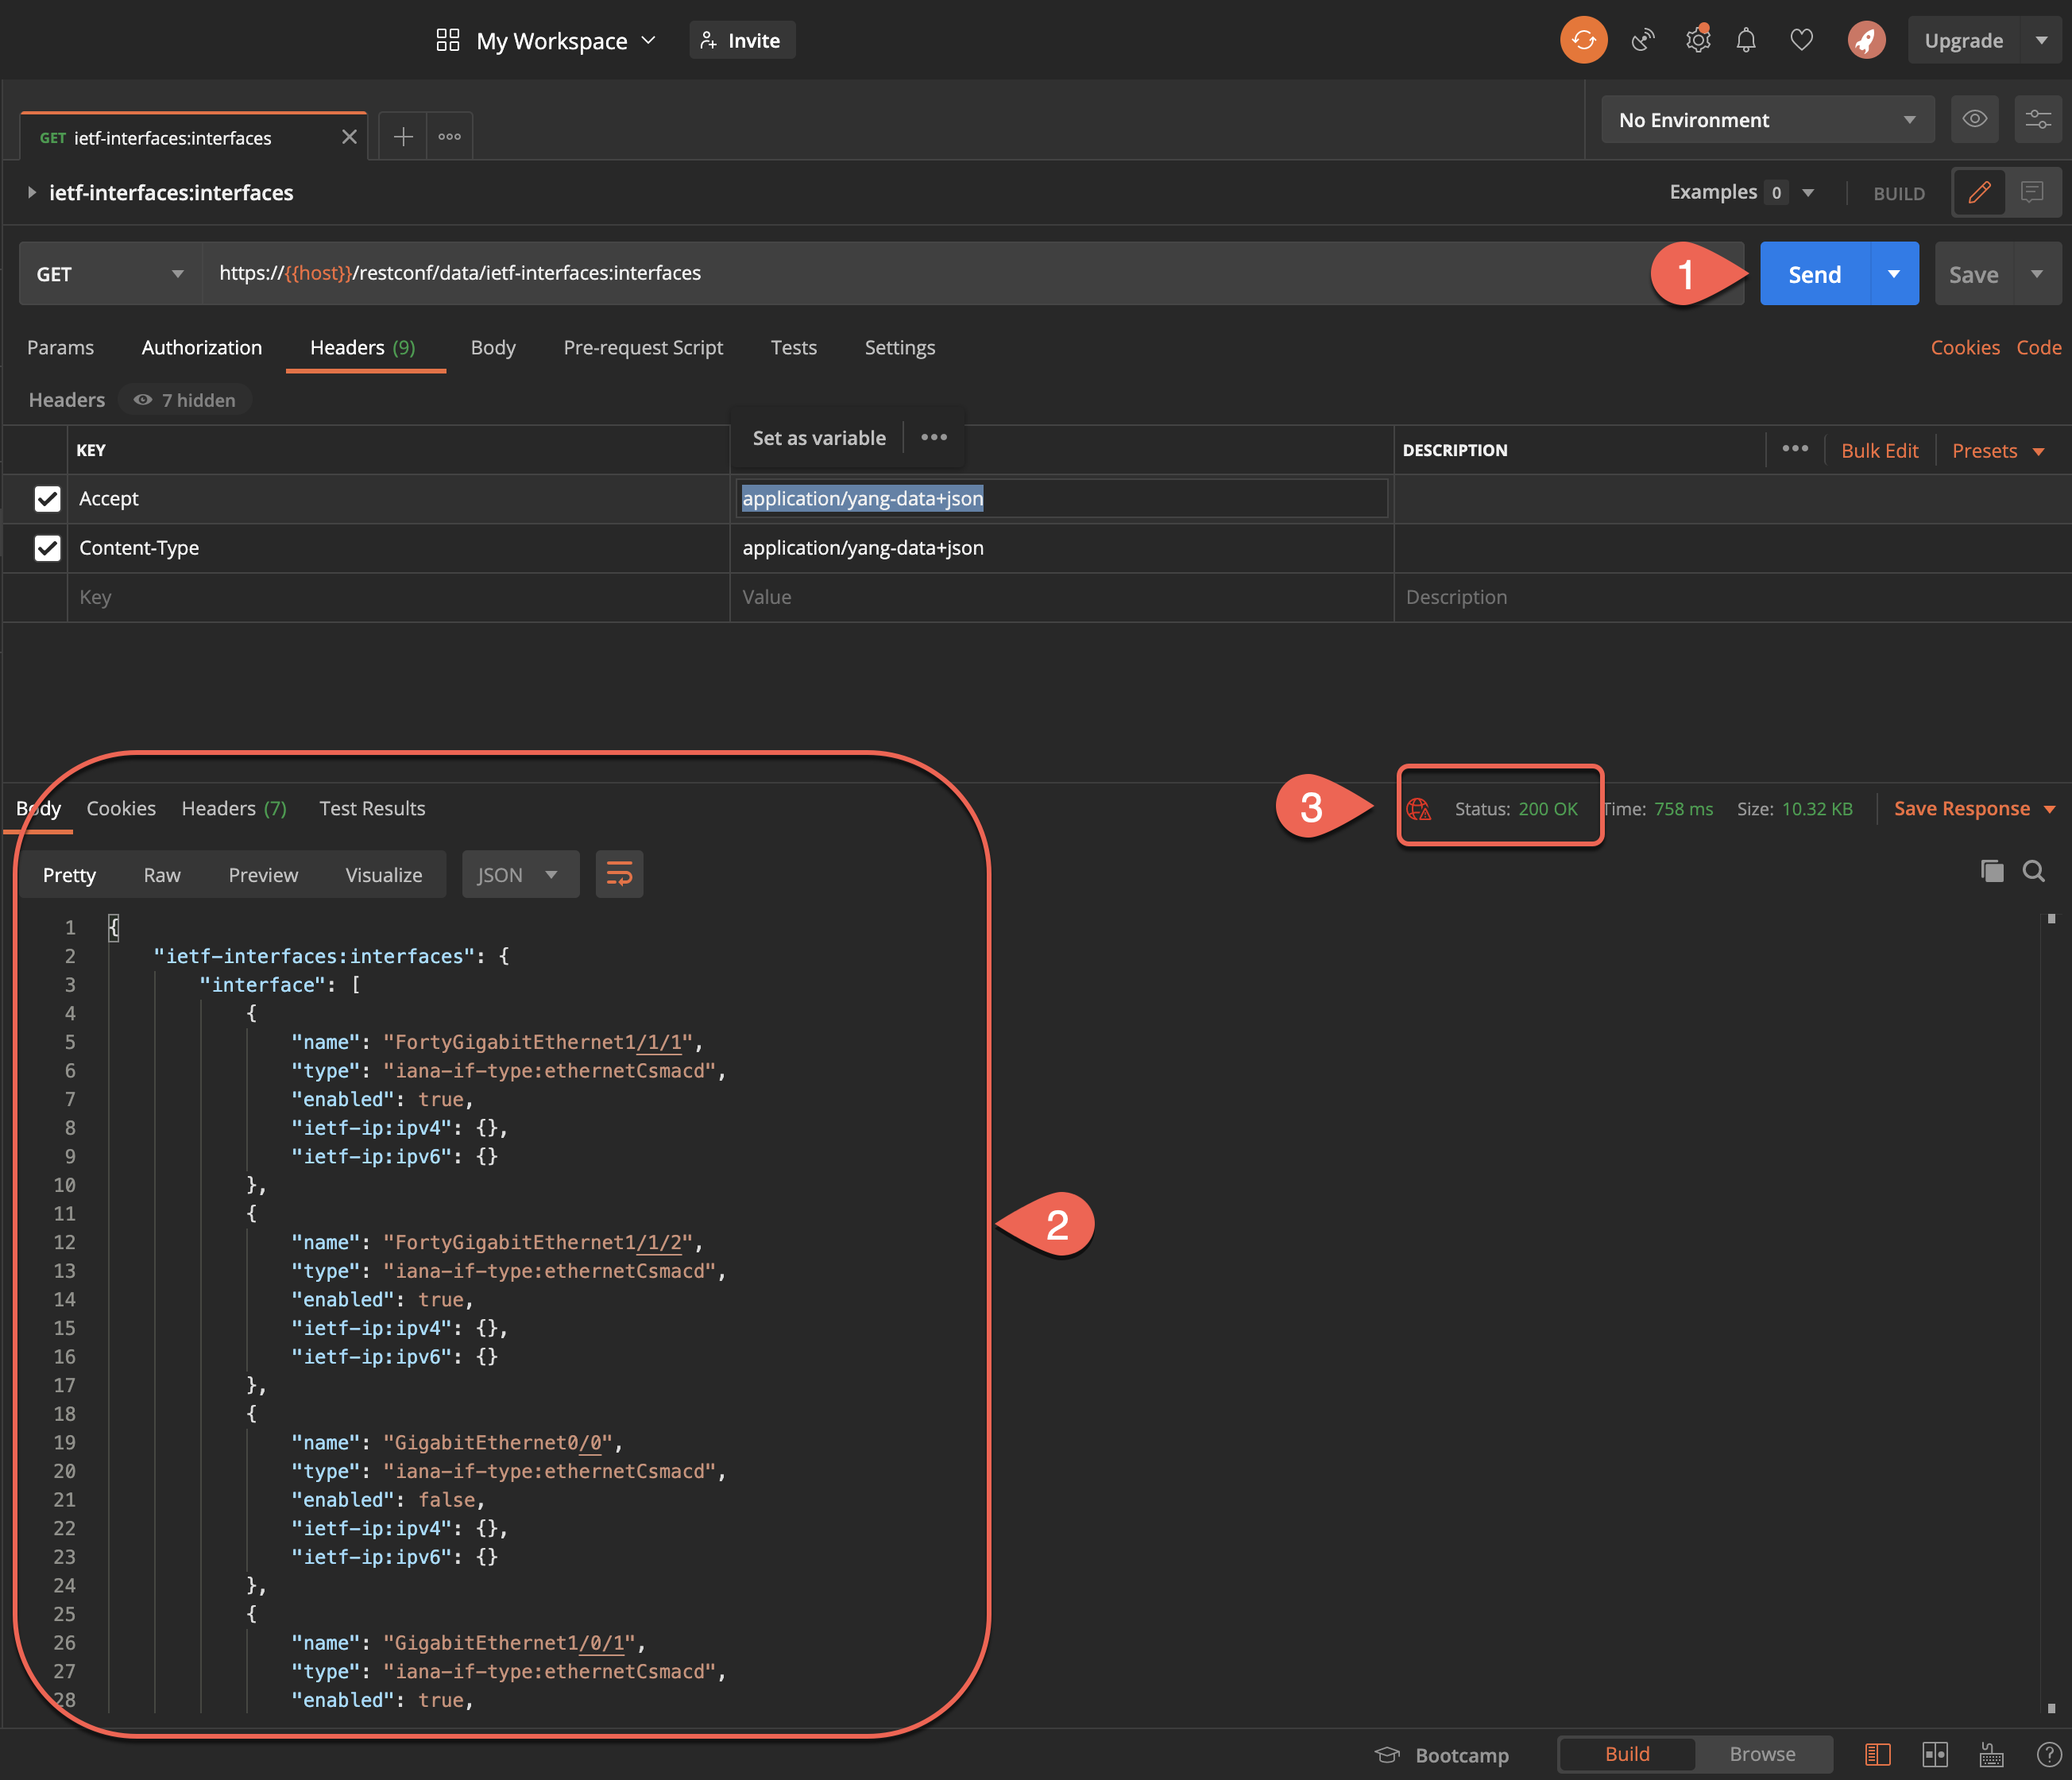 My Workspace Invite Upgrade
GET ietf-interfaces:interfaces No Environment
ietf-interfaces:interfaces Examples 0 BUILD
GET https://{{host}}/restconf/data/ietf-interfaces:interfaces 1 Send Save
Params Authorization Headers (9) Body Pre-request Script Tests Settings Cookies Code
Headers 7 hidden
KEY Set as variable DESCRIPTION Bulk Edit Presets
Accept application/yang-data+json
Content-Type application/yang-data+json
Key Value Description
Body Cookies Headers (7) Test Results 3 Status: 200 OK Time: 758 ms Size: 10.32 KB Save Response
Pretty Raw Preview Visualize JSON
1 {
2 "ietf-interfaces:interfaces": {
3 "interface": [
4 {
5 "name": "FortyGigabitEthernet1/1/1",
6 "type": "iana-if-type:ethernetCsmacd",
7 "enabled": true,
8 "ietf-ip:ipv4": {},
9 "ietf-ip:ipv6": {}
10 },
11 {
2
12 "name": "FortyGigabitEthernet1/1/2",
13 "type": "iana-if-type:ethernetCsmacd",
14 "enabled": true,
15 "ietf-ip:ipv4": {},
16 "ietf-ip:ipv6": {}
17 },
18 {
19 "name": "GigabitEthernet0/0",
20 "type": "iana-if-type:ethernetCsmacd",
21 "enabled": false,
22 "ietf-ip:ipv4": {},
23 "ietf-ip:ipv6": {}
24 },
25 {
26 "name": "GigabitEthernet1/0/1",
27 "type": "iana-if-type:ethernetCsmacd",
28 "enabled": true,
Bootcamp Build Browse